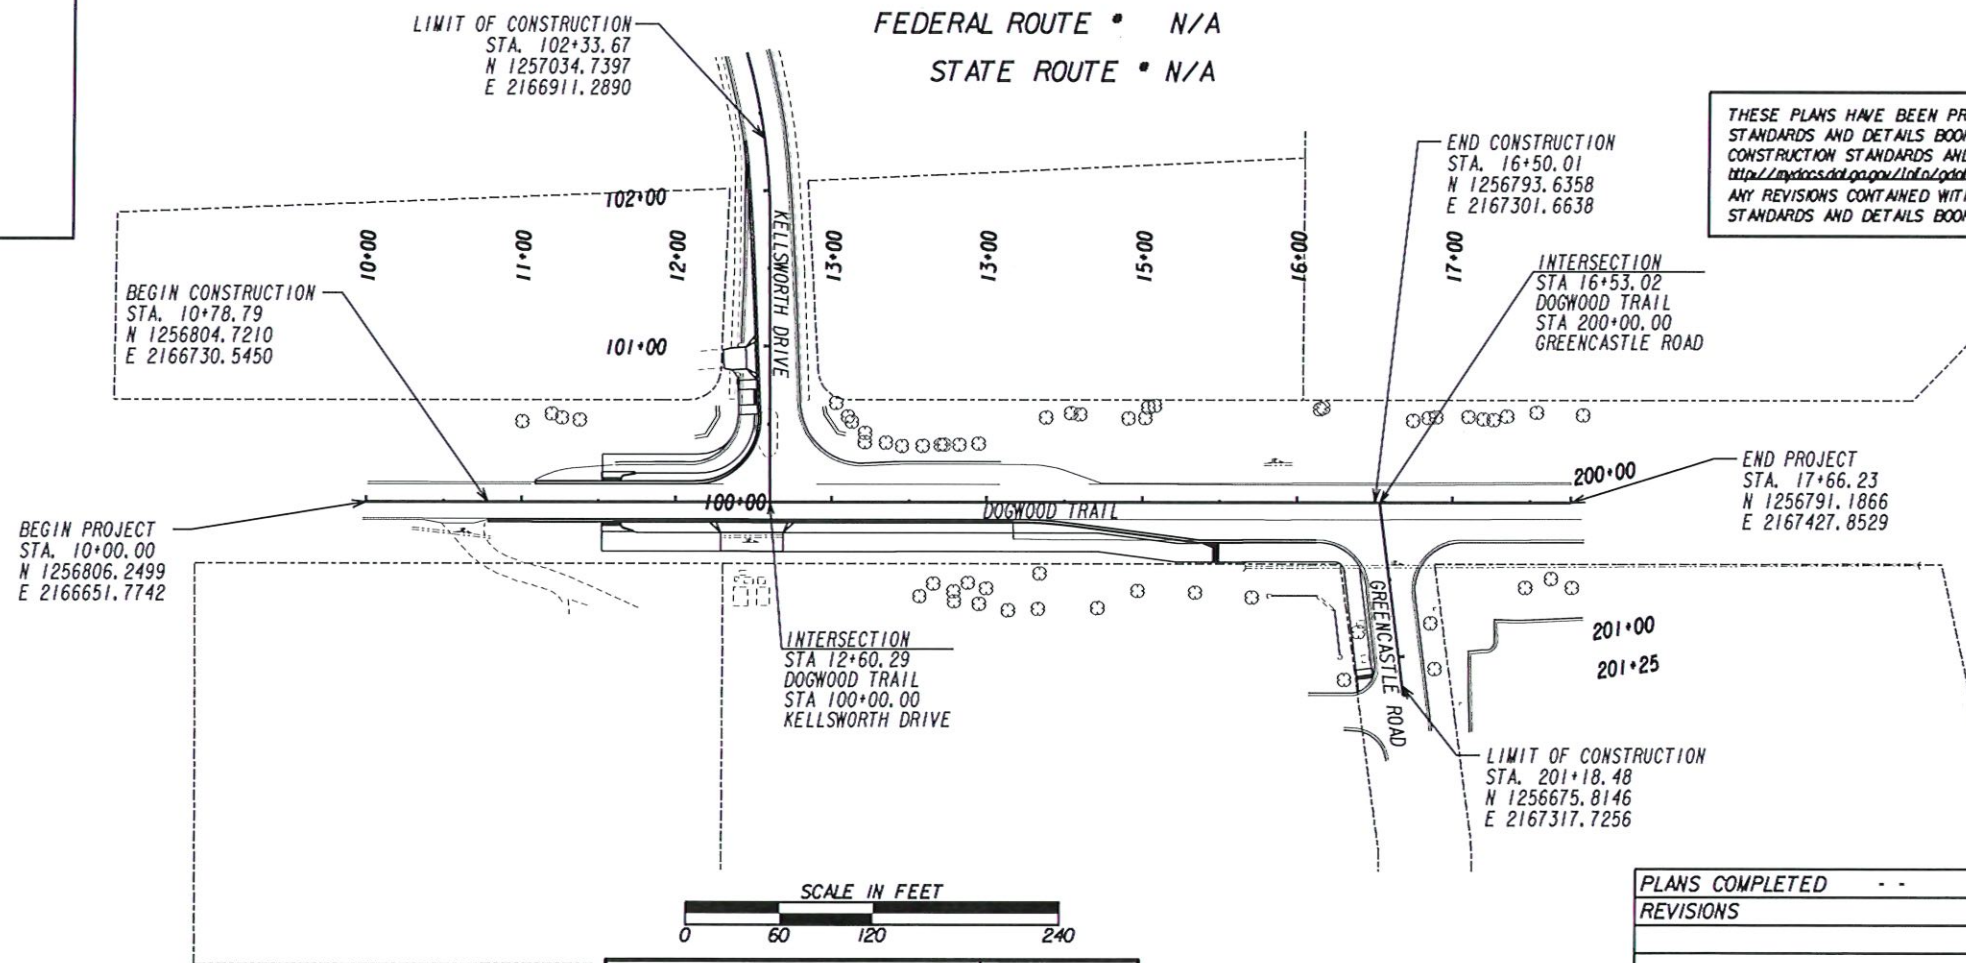 FEDERAL ROUTE # N/A
STATE ROUTE # N/A
LIMIT OF CONSTRUCTION
STA. 102+33.67
N 1257034.7397
E 2166911.2890
THESE PLANS HAVE BEEN PR
STANDARDS AND DETAILS BOO
CONSTRUCTION STANDARDS AN
ANY REVISIONS CONTAINED WIT
STANDARDS AND DETAILS BOO
END CONSTRUCTION
STA. 16+50.01
N 1256793.6358
E 2167301.6638
102+00
101+00
10+00
11+00
12+00
13+00
13+00
15+00
16+00
17+00
KELLSWORTH DRIVE
BEGIN CONSTRUCTION
STA. 10+78.79
N 1256804.7210
E 2166730.5450
INTERSECTION
STA 16+53.02
DOGWOOD TRAIL
STA 200+00.00
GREENCASTLE ROAD
BEGIN PROJECT
STA. 10+00.00
N 1256806.2499
E 2166651.7742
100+00
DOGWOOD TRAIL
200+00
END PROJECT
STA. 17+66.23
N 1256791.1866
E 2167427.8529
INTERSECTION
STA 12+60.29
DOGWOOD TRAIL
STA 100+00.00
KELLSWORTH DRIVE
GREENCASTLE ROAD
201+00
201+25
LIMIT OF CONSTRUCTION
STA. 201+18.48
N 1256675.8146
E 2167317.7256
SCALE IN FEET
0 60 120 240
PLANS COMPLETED - -
REVISIONS